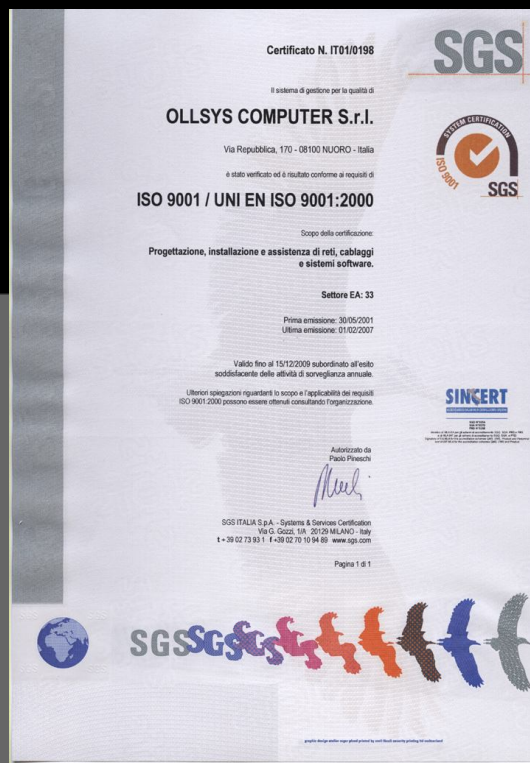 Certificato N. IT01/0198
SGS
Il sistema di gestione per la qualità di
OLLSYS COMPUTER S.r.l.
Via Repubblica, 170 - 08100 NUORO - Italia
è stato verificato ed è risultato conforme ai requisiti di
ISO 9001 / UNI EN ISO 9001:2000
SYSTEM CERTIFICATION
ISO 9001
SGS
Scopo della certificazione:
Progettazione, installazione e assistenza di reti, cablaggi
e sistemi software.
Settore EA: 33
Prima emissione: 30/05/2001
Ultima emissione: 01/02/2007
Valido fino al 15/12/2009 subordinato all'esito
soddisfacente delle attività di sorveglianza annuale.
Ulteriori spiegazioni riguardanti lo scopo e l'applicabilità dei requisiti
ISO 9001:2000 possono essere ottenuti consultando l'organizzazione.
SINCERT
Autorizzato da
Paolo Pineschi
SGS ITALIA S.p.A. - Systems & Services Certification
Via G. Gozzi, 1/A 20129 MILANO - Italy
t + 39 02 73 93 1 f +39 02 70 10 94 89 www.sgs.com
Pagina 1 di 1
SGSSGSSGS